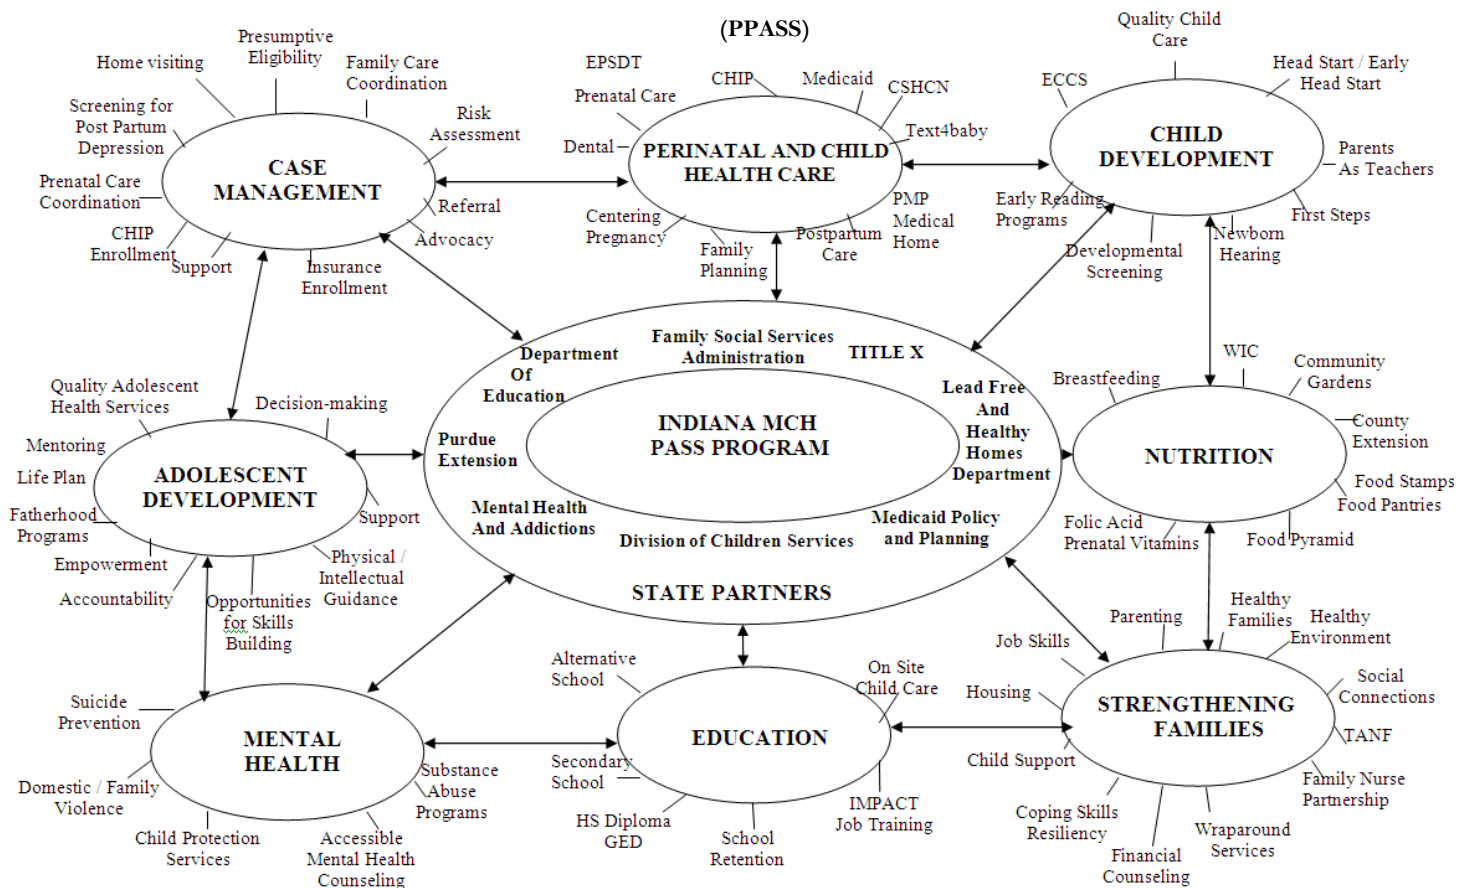 (PPASS)
Presumptive
Eligibility
Home visiting
Family Care
Coordination
Screening for
Post Partum
Depression
Risk
Assessment
CASE
MANAGEMENT
Prenatal Care
Coordination
Referral
CHIP
Enrollment
Advocacy
Support
Insurance
Enrollment
EPSDT
CHIP
Medicaid
CSHCN
Prenatal Care
Text4baby
Dental
PERINATAL AND CHILD
HEALTH CARE
Centering
Pregnancy
Family
Planning
Postpartum
Care
PMP
Medical
Home
Quality Child
Care
ECCS
Head Start / Early
Head Start
CHILD
DEVELOPMENT
Parents
As Teachers
Early Reading
Programs
First Steps
Developmental
Screening
Newborn
Hearing
Department
Of
Education
Family Social Services
Administration
TITLE X
Lead Free
And
Healthy
Homes
Department
INDIANA MCH
PASS PROGRAM
Purdue
Extension
Mental Health
And Addictions
Division of Children Services
Medicaid Policy
and Planning
STATE PARTNERS
Quality Adolescent
Health Services
Decision-making
Mentoring
Life Plan
ADOLESCENT
DEVELOPMENT
Fatherhood
Programs
Support
Empowerment
Physical /
Intellectual
Guidance
Accountability
Opportunities
for Skills
Building
WIC
Breastfeeding
Community
Gardens
County
Extension
NUTRITION
Food Stamps
Food Pantries
Folic Acid
Prenatal Vitamins
Food Pyramid
Suicide
Prevention
MENTAL
HEALTH
Domestic / Family
Violence
Substance
Abuse
Programs
Child Protection
Services
Accessible
Mental Health
Counseling
Alternative
School
On Site
Child Care
EDUCATION
Secondary
School
HS Diploma
GED
School
Retention
IMPACT
Job Training
Parenting
Healthy
Families
Healthy
Environment
Job Skills
Housing
Social
Connections
STRENGTHENING
FAMILIES
TANF
Child Support
Family Nurse
Partnership
Coping Skills
Resiliency
Wraparound
Services
Financial
Counseling